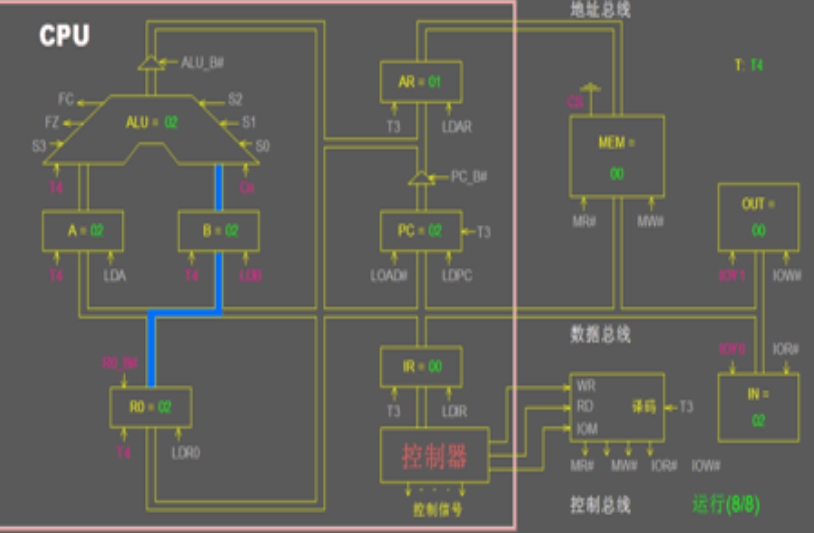 地址总线
CPU
ALU_B#
AR = 01
T: T4
FC
S2
CS
FZ
ALU = 02
S1
T3
LDAR
S3
S0
MEM =
00
T4
Cn
PC_B#
OUT =
00
A = 02
B = 02
PC = 02
T3
MR#
MW#
T4
LDA
T4
LDB
LOAD#
LDPC
IOY1
IOW#
数据总线
R0_B#
IR = 00
IOY0
IOR#
WR
RD
IOM
译码
T3
IN =
02
R0 = 02
T3
LDIR
T4
LDR0
控制器
MR#
MW#
IOR#
IOW#
控制信号
控制总线
运行(8/8)